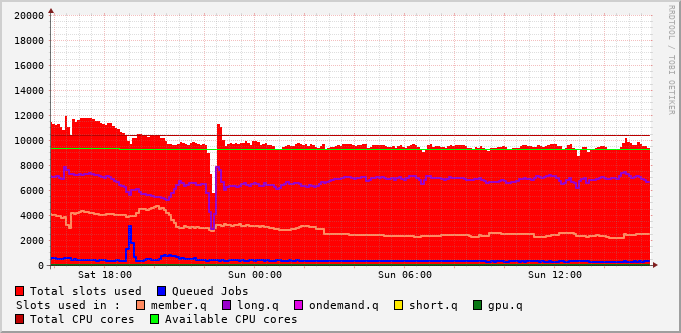 RRDTOOL / TOBI OETIKER
20000
18000
16000
14000
12000
10000
8000
6000
4000
2000
0
Sat 18:00 Sun 00:00 Sun 06:00 Sun 12:00
Total slots used Queued Jobs
Slots used in : member.q long.q ondemand.q short.q gpu.q
Total CPU cores Available CPU cores